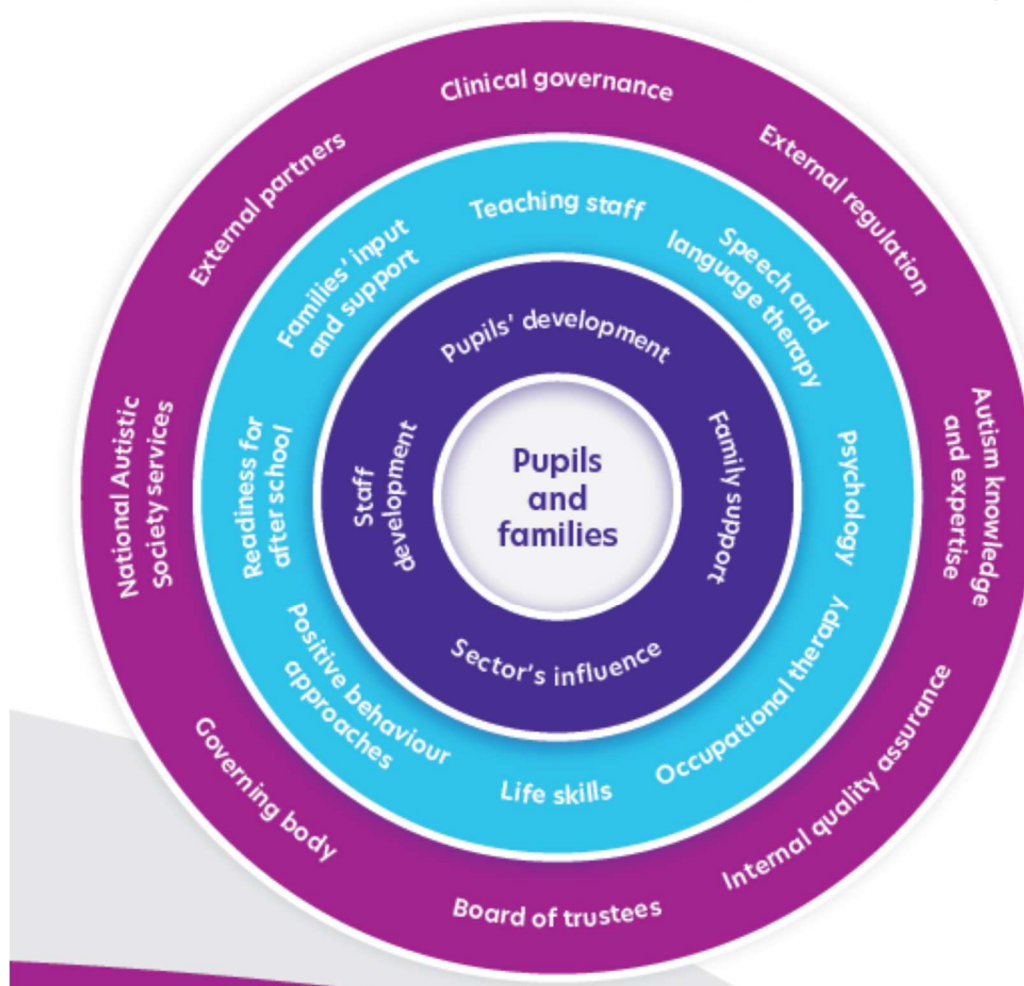 Clinical governance
External regulation
Autism knowledge
and expertise
Internal quality assurance
Board of trustees
Governing body
National Autistic
Society services
External partners
Teaching staff
Speech and
language therapy
Psychology
Occupational therapy
Life skills
Positive behaviour
approaches
Readiness for
after school
Families' input
and support
Pupils' development
Family support
Sector's influence
Staff
development
Pupils
and
families